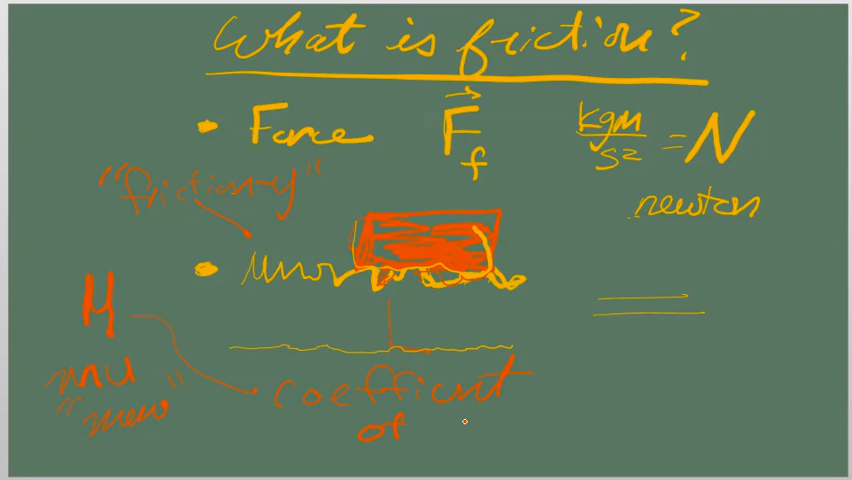 What is friction?
• Force F⃗f kgm/s² = N
newton
"frictiony"
μ
mu
"mew"
coefficient
of